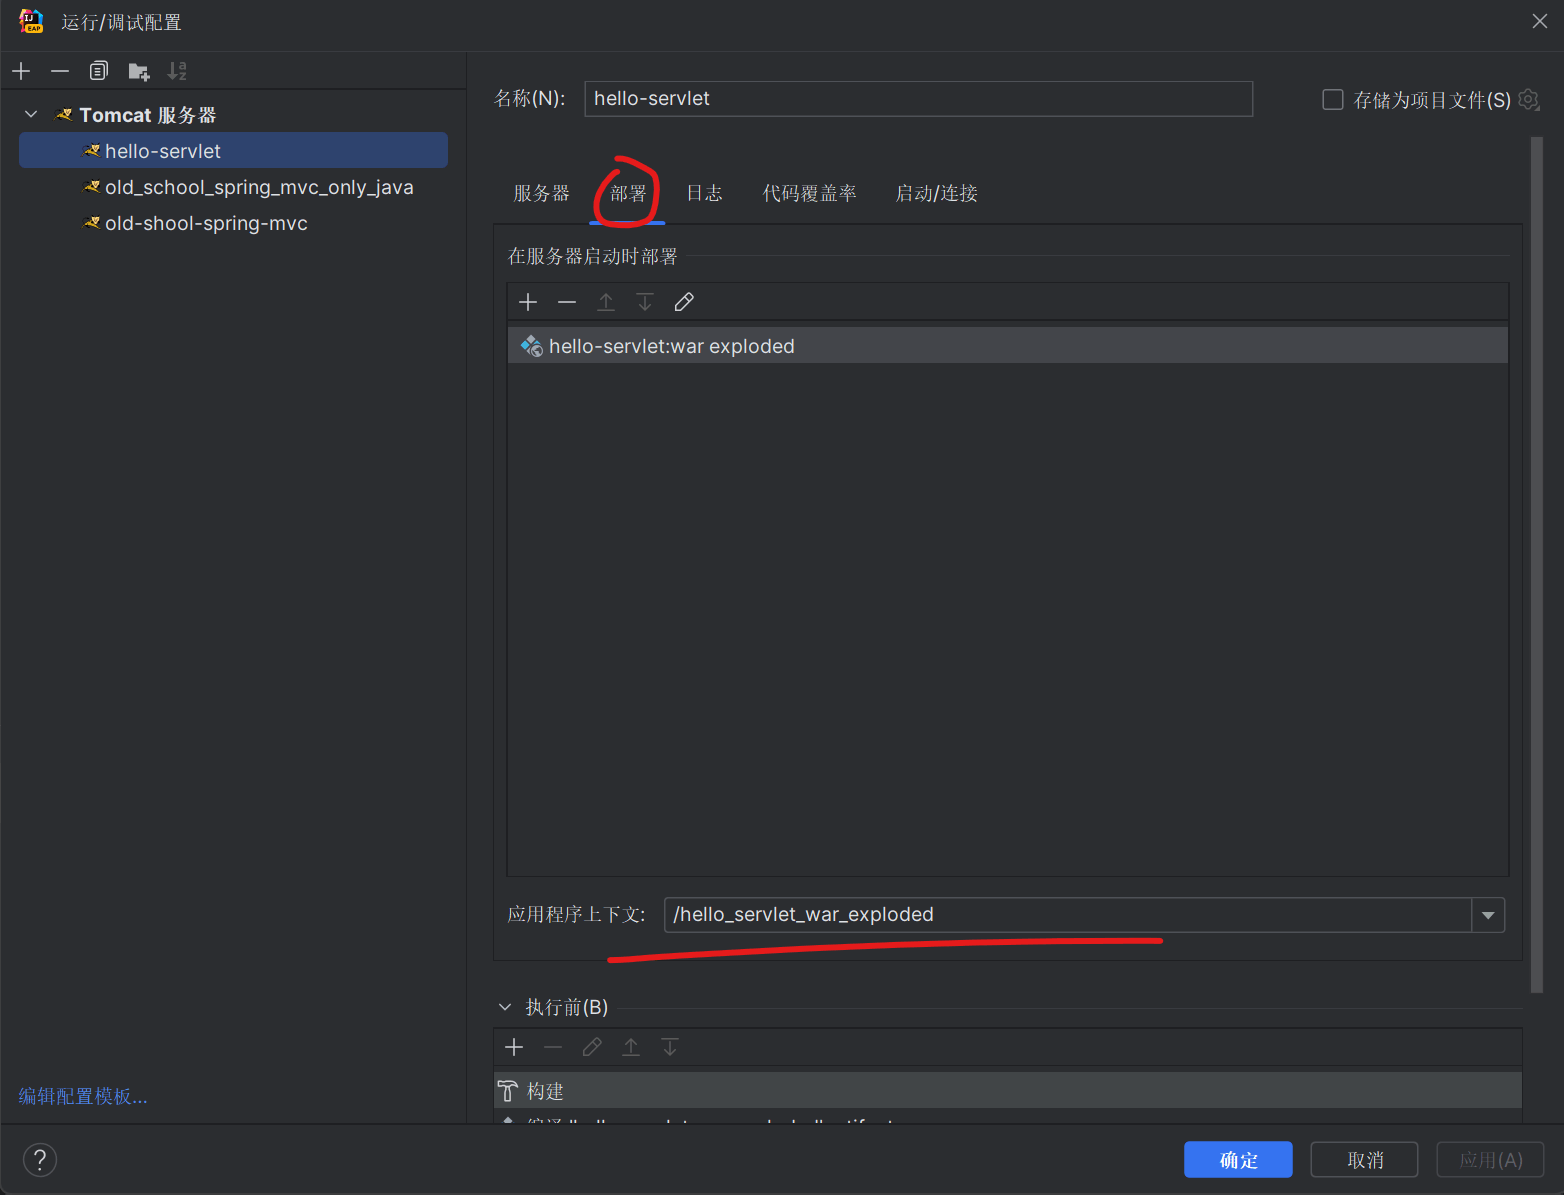 运行/调试配置
名称(N): hello-servlet
存储为项目文件(S)
Tomcat 服务器
hello-servlet
old_school_spring_mvc_only_java
old-shool-spring-mvc
服务器 部署 日志 代码覆盖率 启动/连接
在服务器启动时部署
hello-servlet:war exploded
应用程序上下文: /hello_servlet_war_exploded
执行前(B)
构建
编辑配置模板...
? 确定 取消 应用(A)